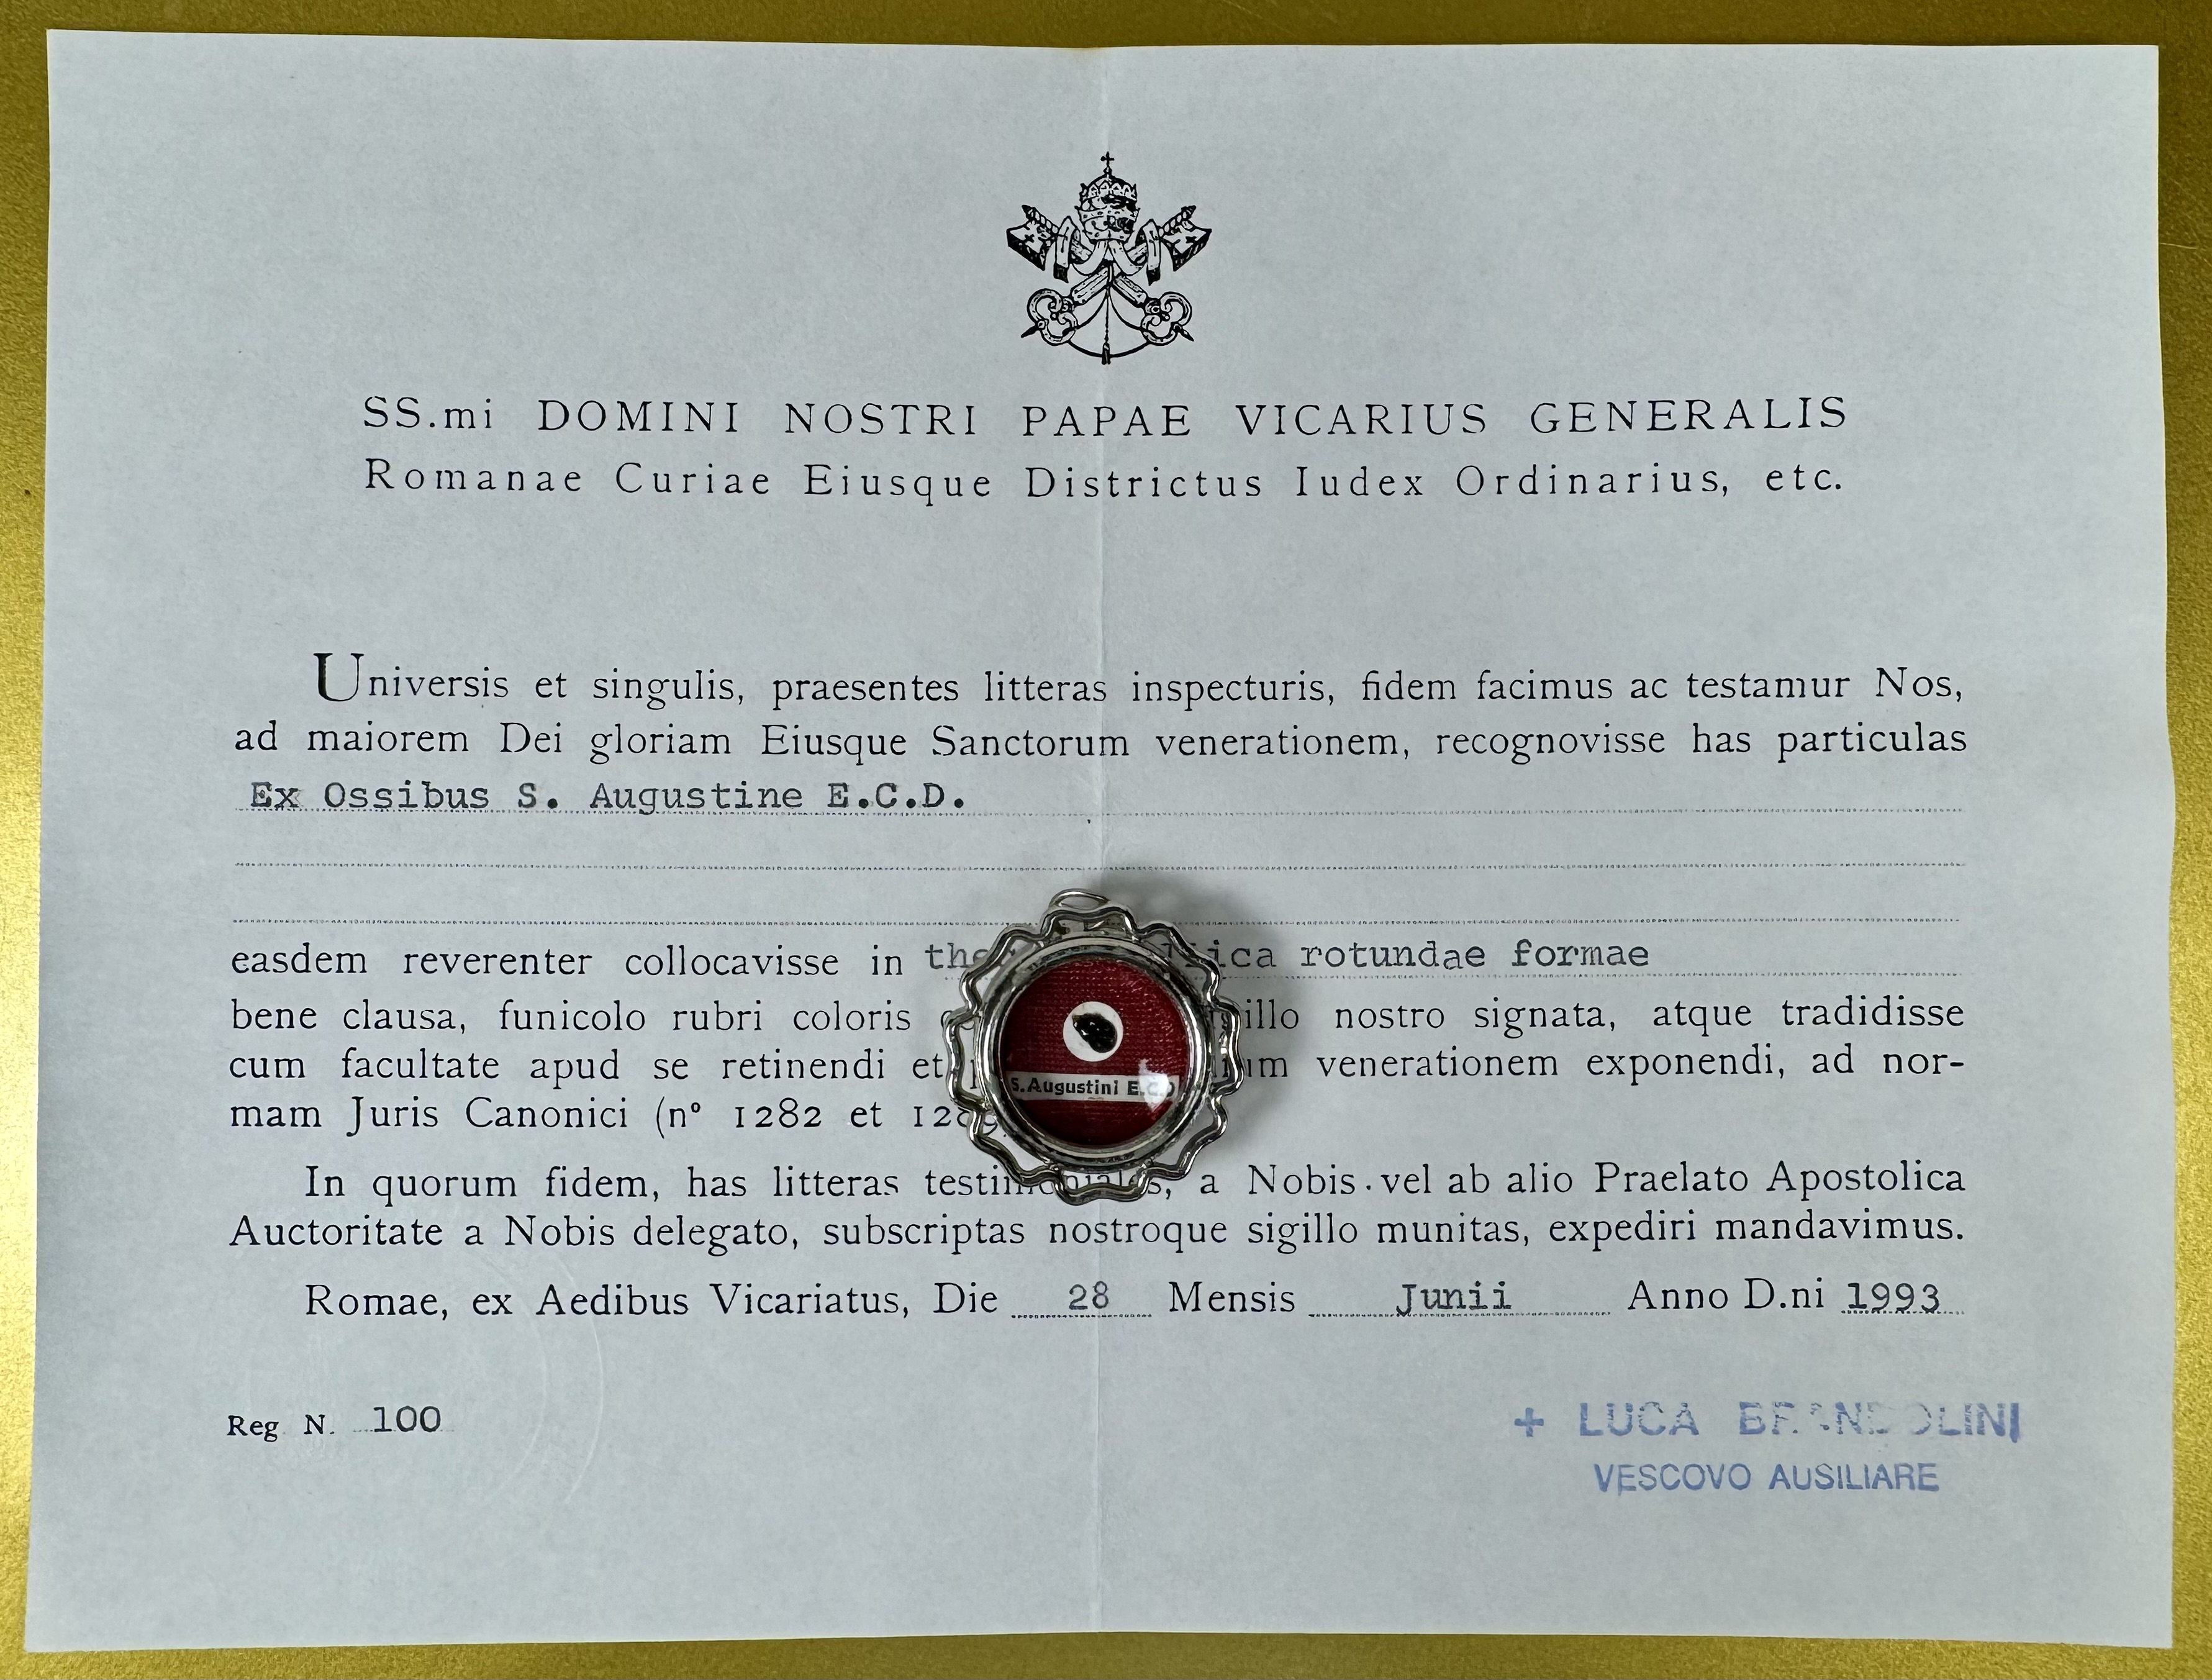 SS.mi DOMINI NOSTRI PAPAE VICARIUS GENERALIS
Romanae Curiae Eiusque Districtus Iudex Ordinarius, etc.
Universis et singulis, praesentes litteras inspecturis, fidem facimus ac testamur Nos,
ad maiorem Dei gloriam Eiusque Sanctorum venerationem, recognovisse has particulas
Ex Ossibus S. Augustine E.C.D.
easdem reverenter collocavisse in rotundae formae
bene clausa, funicolo rubri coloris nostro signata, atque tradidisse
cum facultate apud se retinendi et venerationem exponendi, ad nor-
mam Juris Canonici (n° 1282 et
S.Augustini
In quorum fidem, has litteras testimoniales, a Nobis vel ab alio Praelato Apostolica
Auctoritate a Nobis delegato, subscriptas nostroque sigillo munitas, expediri mandavimus.
Romae, ex Aedibus Vicariatus, Die 28 Mensis Junii Anno D.ni 1993
Reg N. 100
+ LUCA BRANDOLINI
VESCOVO AUSILIARE